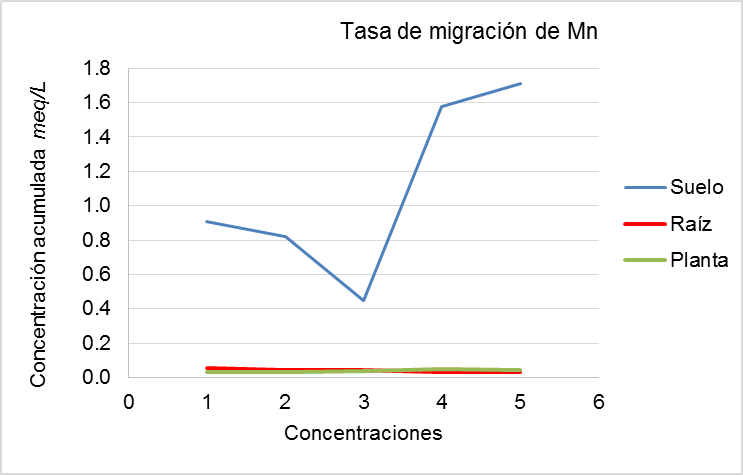 Tasa de migración de Mn
Concentración acumulada meq/L
1.8
1.6
1.4
1.2
1.0
0.8
0.6
0.4
0.2
0.0
0 1 2 3 4 5 6
Concentraciones
Suelo
Raíz
Planta